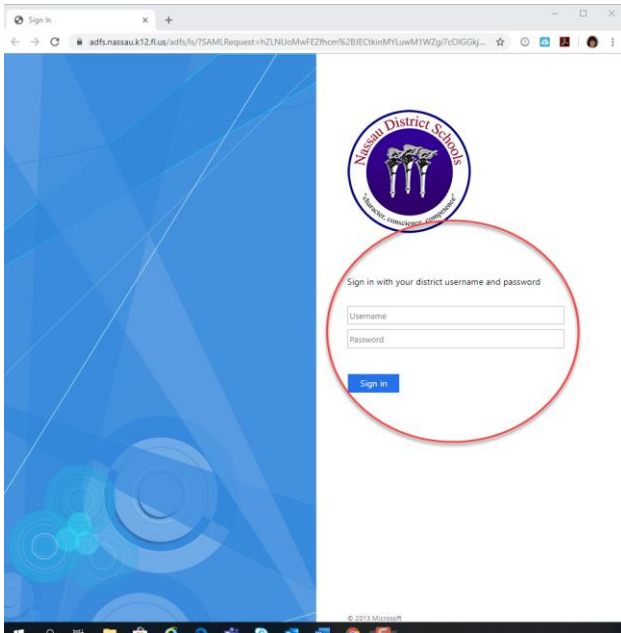 Sign In
adfs.nassau.k12.fl.us/adfs/ls/?SAMLRequest=hZLNUoMwFEZfhcm%2BJECtkinMYLuwM1WZgi7cOIGGkj...
Nassau District Schools
"character, conscience, competence"
Sign in with your district username and password
Username
Password
Sign in
© 2013 Microsoft